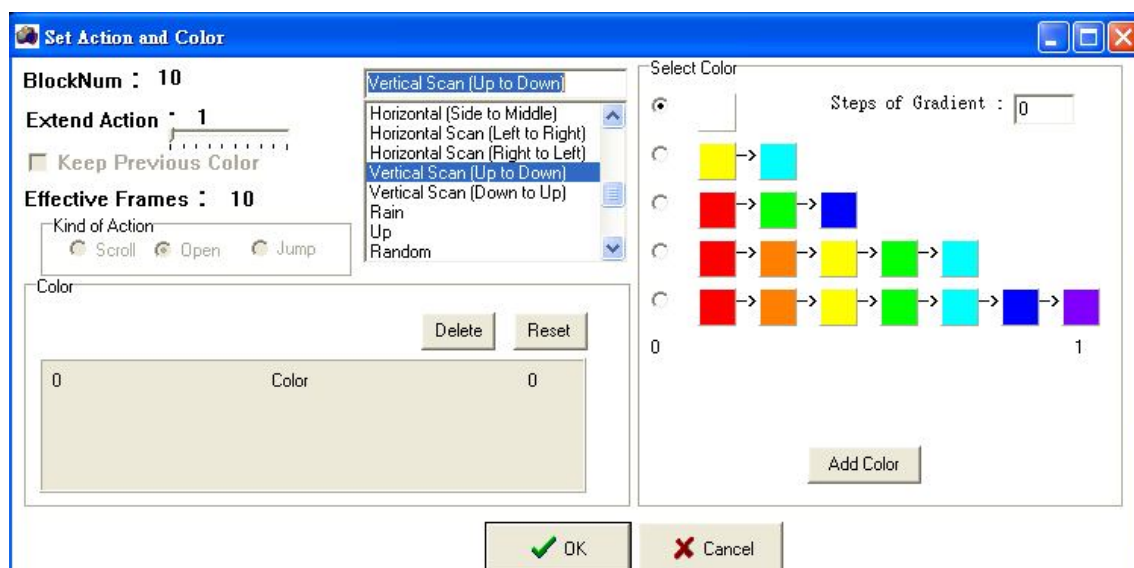 Set Action and Color
BlockNum : 10
Extend Action : 1
Keep Previous Color
Effective Frames : 10
Kind of Action
Scroll Open Jump
Vertical Scan (Up to Down)
Horizontal (Side to Middle)
Horizontal Scan (Left to Right)
Horizontal Scan (Right to Left)
Vertical Scan (Up to Down)
Vertical Scan (Down to Up)
Rain
Up
Random
Color
Delete Reset
0 Color 0
Select Color
Steps of Gradient : 0
->
-> ->
-> -> -> ->
-> -> -> -> -> ->
0 1
Add Color
OK Cancel